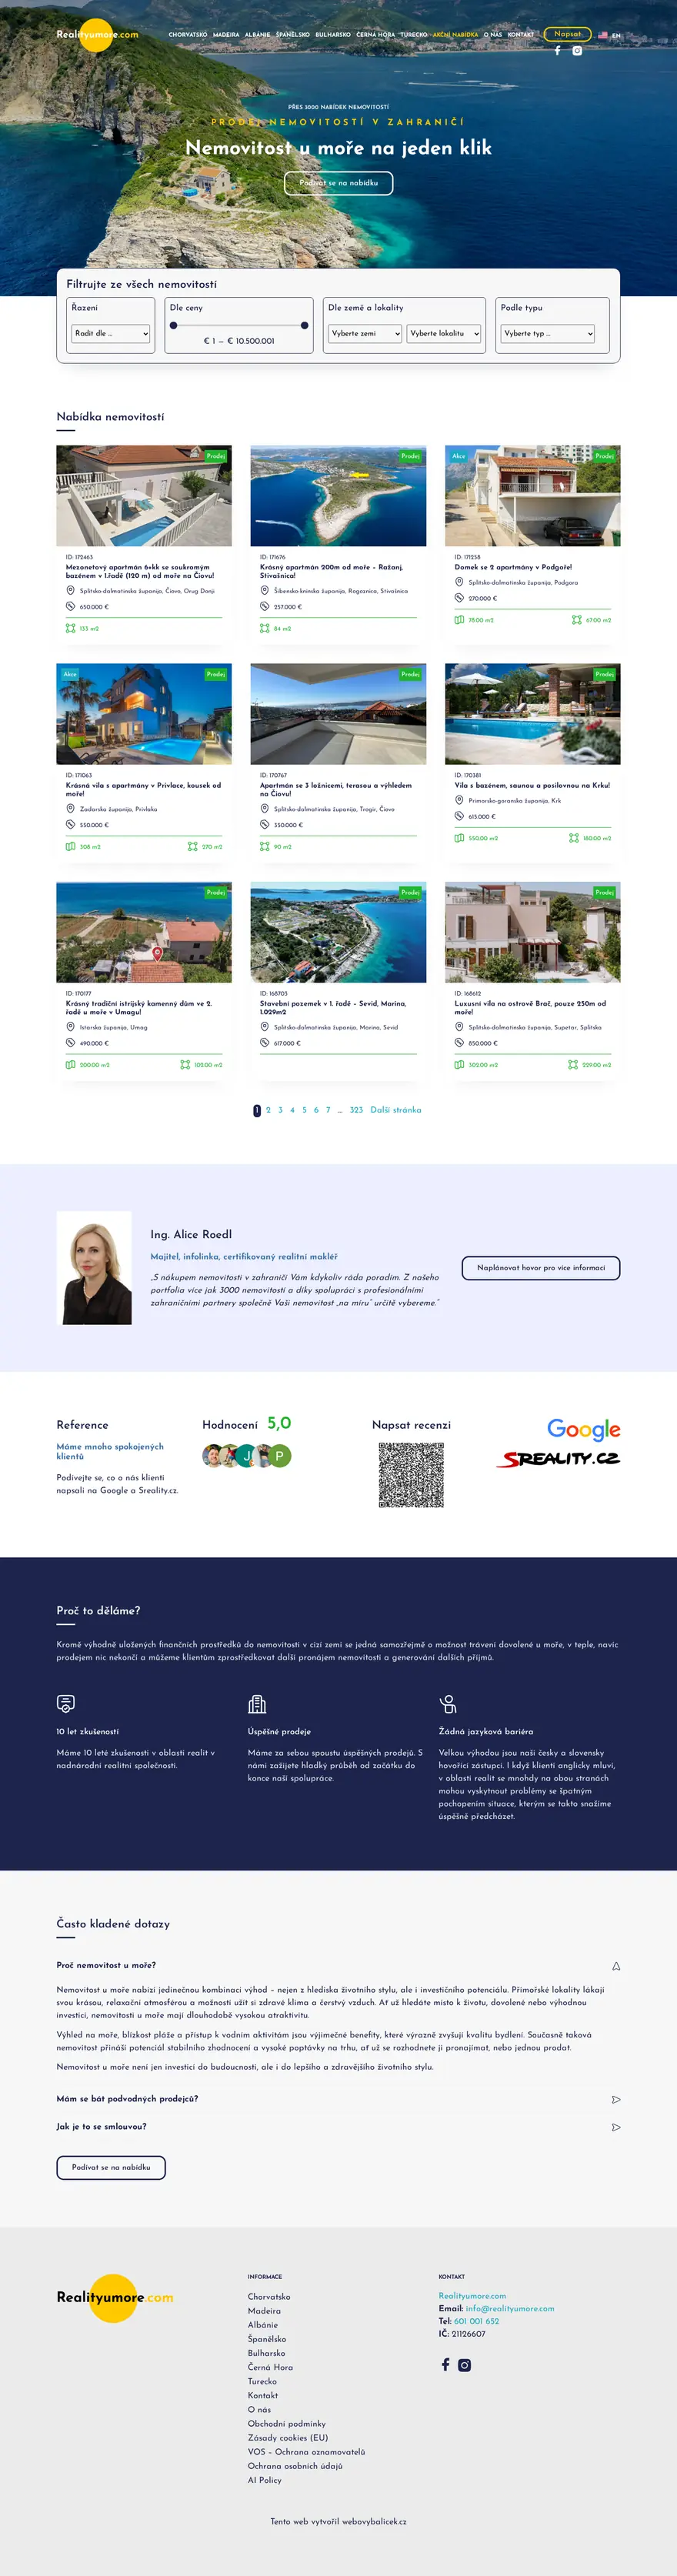 Realityumore.com
CHORVATSKO MADEIRA ALBÁNIE ŠPANĚLSKO BULHARSKO ČERNÁ HORA TURECKO AKČNÍ NABÍDKA O NÁS KONTAKT Napsat EN
PŘES 3000 NABÍDEK NEMOVITOSTÍ
PRODEJ NEMOVITOSTÍ V ZAHRANIČÍ
Nemovitost u moře na jeden klik
Podívat se na nabídku
Filtrujte ze všech nemovitostí
Řazení
Řadit dle ...
Dle ceny
€ 1 — € 10.500.001
Dle země a lokality
Vyberte zemi
Vyberte lokalitu
Podle typu
Vyberte typ ...
Nabídka nemovitostí
Prodej
ID: 172463
Mezonetový apartmán 6+kk se soukromým
bazénem v 1.řadě (120 m) od moře na Čiovu!
Splitsko-dalmatinska županija, Čiovo, Okrug Donji
650.000 €
153 m2
Prodej
ID: 171676
Krásný apartmán 200m od moře – Ražanj,
Stivašnica!
Šibensko-kninska županija, Rogoznica, Stivašnica
257.000 €
84 m2
Akce
Prodej
ID: 171258
Domek se 2 apartmány v Podgoře!
Splitsko-dalmatinska županija, Podgora
270.000 €
78.00 m2
67.00 m2
Akce
Prodej
ID: 171063
Krásná vila s apartmány v Privlace, kousek od
moře!
Zadarska županija, Privlaka
550.000 €
308 m2
270 m2
Prodej
ID: 170767
Apartmán se 3 ložnicemi, terasou a výhledem
na Čiovu!
Splitsko-dalmatinska županija, Trogir, Čiovo
350.000 €
90 m2
Prodej
ID: 170381
Vila s bazénem, saunou a posilovnou na Krku!
Primorsko-goranska županija, Krk
615.000 €
550.00 m2
180.00 m2
Prodej
ID: 170177
Krásný tradiční istrijský kamenný dům ve 2.
řadě u moře v Umagu!
Istarska županija, Umag
490.000 €
200.00 m2
102.00 m2
ID: 168703
Stavební pozemek v 1. řadě – Sevid, Marina,
1.029m2
Prodej
Splitsko-dalmatinska županija, Marina, Sevid
617.000 €
Prodej
ID: 168612
Luxusní vila na ostrově Brač, pouze 250m od
moře!
Splitsko-dalmatinska županija, Supetar, Splitska
850.000 €
302.00 m2
229.00 m2
1 2 3 4 5 6 7 … 323 Další stránka
Ing. Alice Roedl
Majitel, infolinka, certifikovaný realitní makléř
„S nákupem nemovitosti v zahraničí Vám kdykoliv ráda poradím. Z našeho
portfolia více jak 3000 nemovitostí a díky spolupráci s profesionálními
zahraničními partnery společně Vaši nemovitost „na míru“ určitě vybereme.“
Naplánovat hovor pro více informací
Reference
Máme mnoho spokojených
klientů
Podívejte se, co o nás klienti
napsali na Google a Sreality.cz.
Hodnocení 5,0
J
P
Napsat recenzi
Google
SREALITY.CZ
Proč to děláme?
Kromě výhodně uložených finančních prostředků do nemovitosti v cizí zemi se jedná samozřejmě o možnost trávení dovolené u moře, v teple, navíc
prodejem nic nekončí a můžeme klientům zprostředkovat další pronájem nemovitosti a generování dalších příjmů.
10 let zkušeností
Máme 10 leté zkušenosti v oblasti realit v
nadnárodní realitní společnosti.
Úspěšné prodeje
Máme za sebou spoustu úspěšných prodejů. S
námi zažijete hladký průběh od začátku do
konce naší spolupráce.
Žádná jazyková bariéra
Velkou výhodou jsou naši česky a slovensky
hovořící zástupci. I když klienti anglicky mluví,
v oblasti realit se mnohdy na obou stranách
mohou vyskytnout problémy se špatným
pochopením situace, kterým se takto snažíme
úspěšně předcházet.
Často kladené dotazy
Proč nemovitost u moře?
Nemovitost u moře nabízí jedinečnou kombinaci výhod – nejen z hlediska životního stylu, ale i investičního potenciálu. Přímořské lokality lákají
svou krásou, relaxační atmosférou a možností užít si zdravé klima a čerstvý vzduch. Ať už hledáte místo k životu, dovolené nebo výhodnou
investici, nemovitosti u moře mají dlouhodobě vysokou atraktivitu.
Výhled na moře, blízkost pláže a přístup k vodním aktivitám jsou výjimečné benefity, které výrazně zvyšují kvalitu bydlení. Současně taková
nemovitost přináší potenciál stabilního zhodnocení a vysoké poptávky na trhu, ať už se rozhodnete ji pronajímat, nebo jednou prodat.
Nemovitost u moře není jen investicí do budoucnosti, ale i do lepšího a zdravějšího životního stylu.
Mám se bát podvodných prodejců?
Jak je to se smlouvou?
Podívat se na nabídku
Realityumore.com
INFORMACE
Chorvatsko
Madeira
Albánie
Španělsko
Bulharsko
Černá Hora
Turecko
Kontakt
O nás
Obchodní podmínky
Zásady cookies (EU)
VOS – Ochrana oznamovatelů
Ochrana osobních údajů
AI Policy
KONTAKT
Realityumore.com
Email: info@realityumore.com
Tel: 601 001 652
IČ: 21126607
Tento web vytvořil webovybalicek.cz